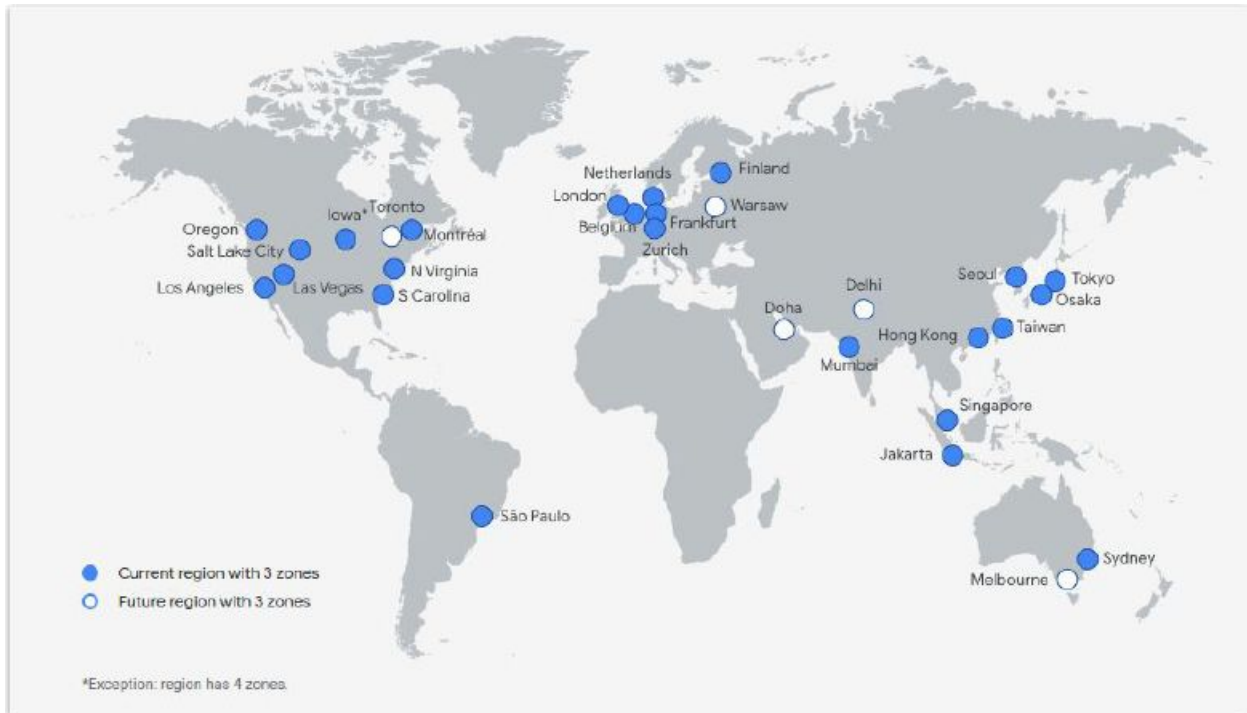 Netherlands
Finland
London
Warsaw
Belgium
Frankfurt
Zurich
Iowa*
Toronto
Oregon
Montréal
Salt Lake City
N Virginia
Los Angeles
Las Vegas
S Carolina
Seoul
Tokyo
Osaka
Delhi
Doha
Hong Kong
Taiwan
Mumbai
Singapore
Jakarta
São Paulo
Sydney
Melbourne
Current region with 3 zones
Future region with 3 zones
*Exception: region has 4 zones.